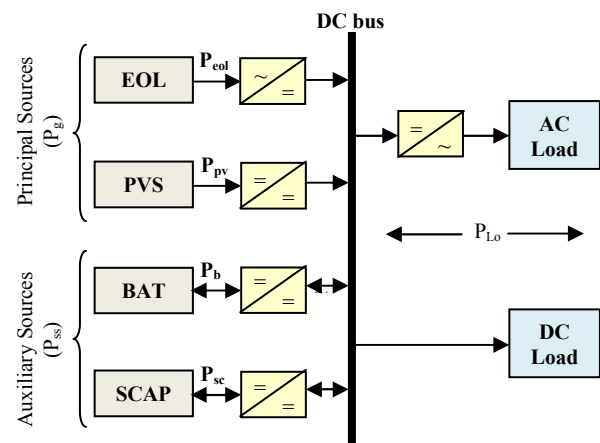 DC bus
Principal Sources
(Pg)
EOL
Peol
~
=
PVS
Ppv
=
=
=
~
AC
Load
PLo
Auxiliary Sources
(Pss)
BAT
Pb
=
=
SCAP
Psc
=
=
DC
Load